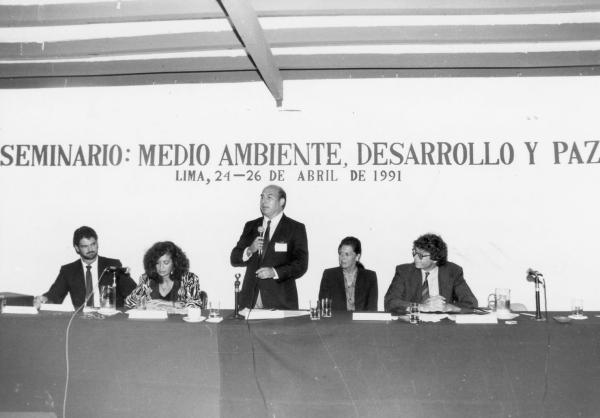 SEMINARIO: MEDIO AMBIENTE, DESARROLLO Y PAZ
LIMA, 24-26 DE ABRIL DE 1991